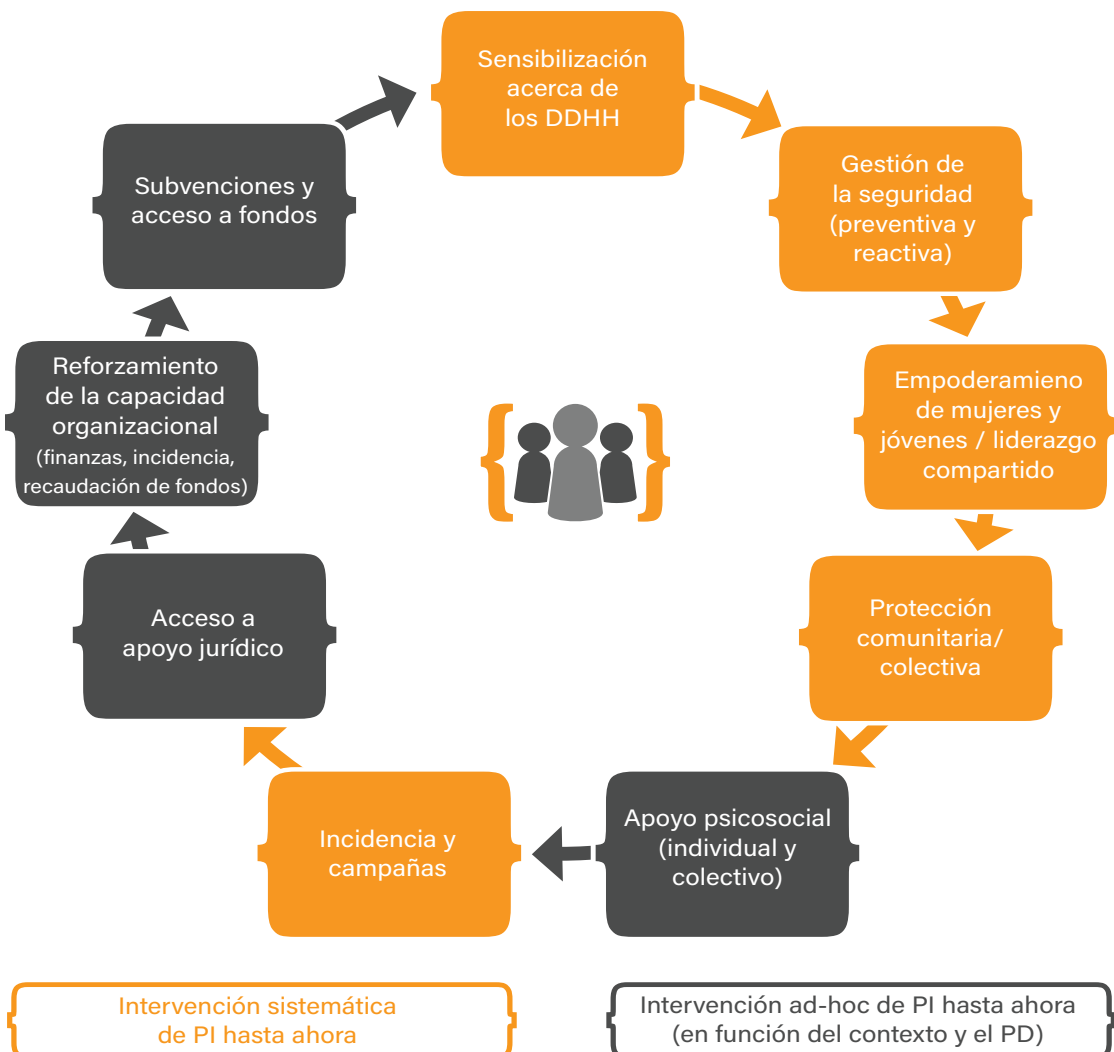 Sensibilización
acerca de
los DDHH
Gestión de
la seguridad
(preventiva y
reactiva)
Empoderamieno
de mujeres y
jóvenes / liderazgo
compartido
Protección
comunitaria/
colectiva
Apoyo psicosocial
(individual y
colectivo)
Incidencia y
campañas
Acceso a
apoyo jurídico
Reforzamiento
de la capacidad
organizacional
(finanzas, incidencia,
recaudación de fondos)
Subvenciones y
acceso a fondos
Intervención sistemática
de PI hasta ahora
Intervención ad-hoc de PI hasta ahora
(en función del contexto y el PD)